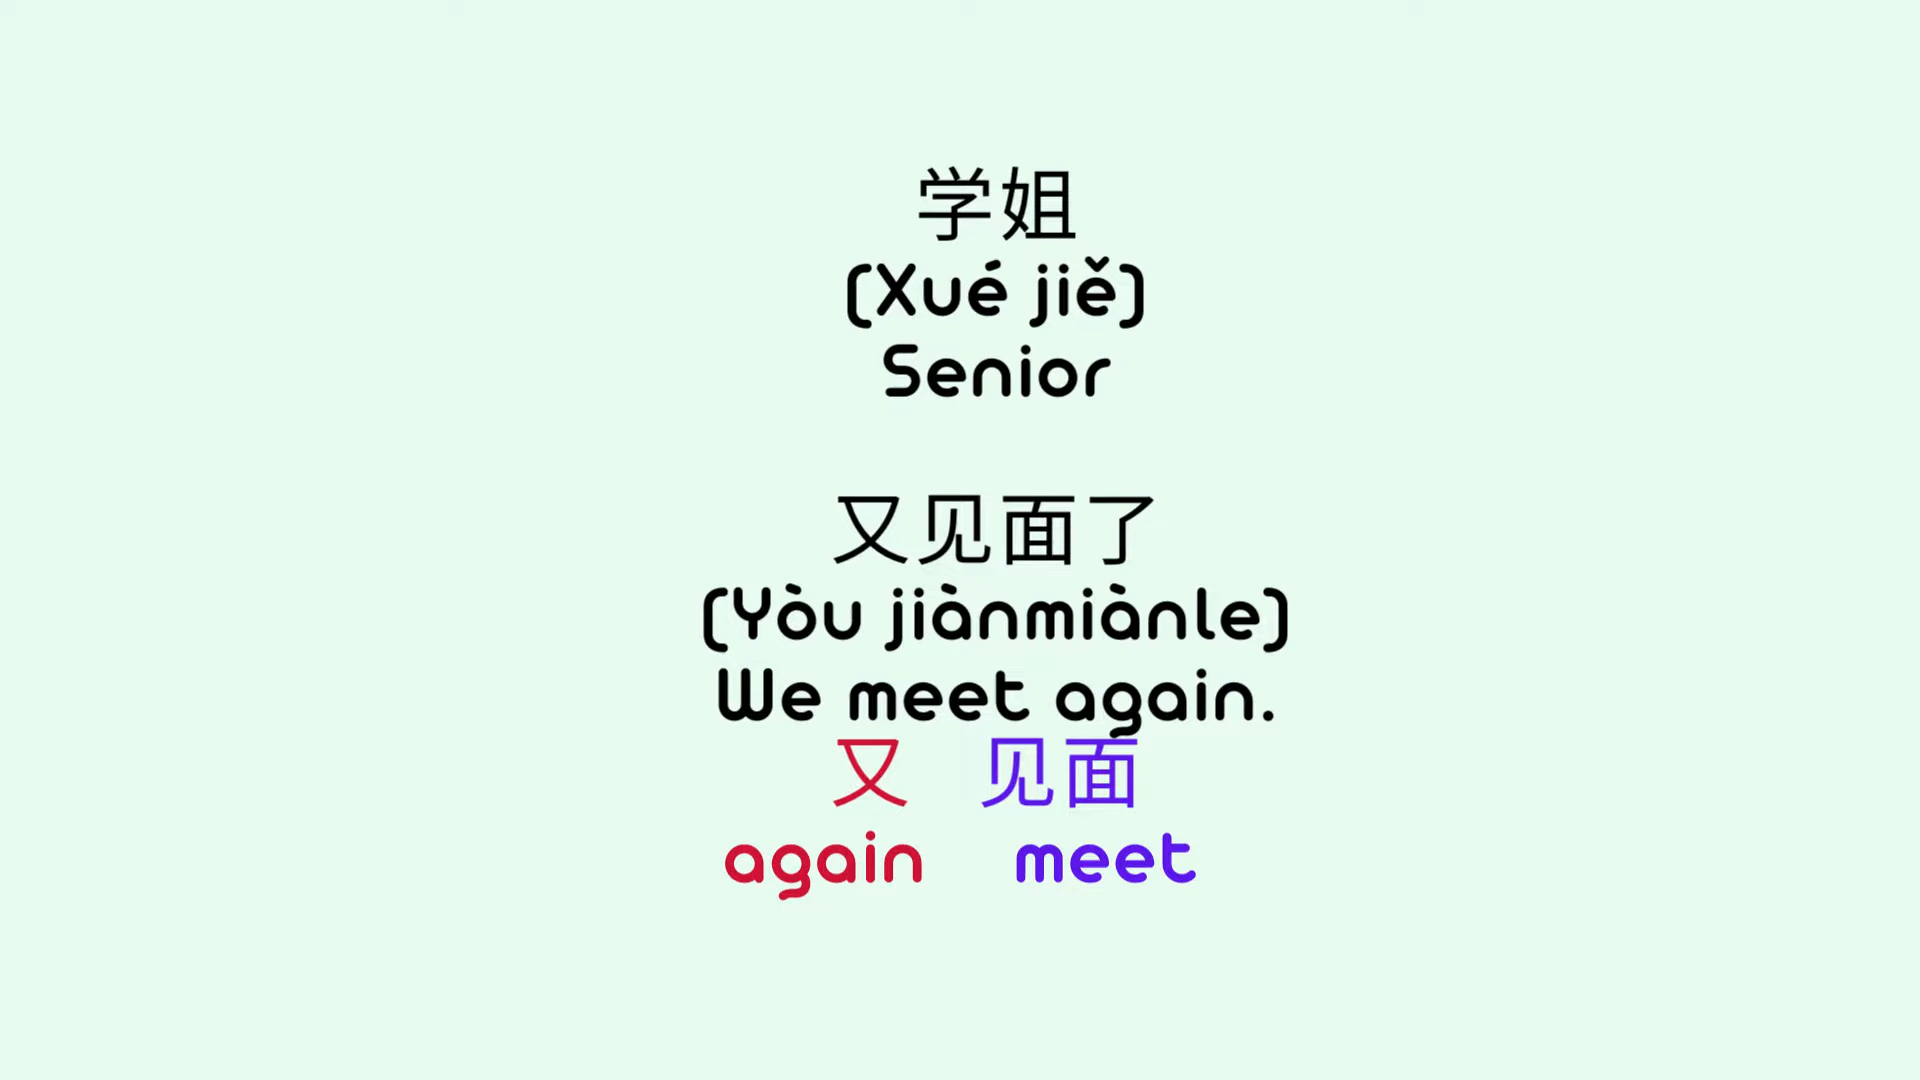 学姐
(Xué jiě)
Senior
又见面了
(Yòu jiànmiànle)
We meet again.
又 见面
again meet